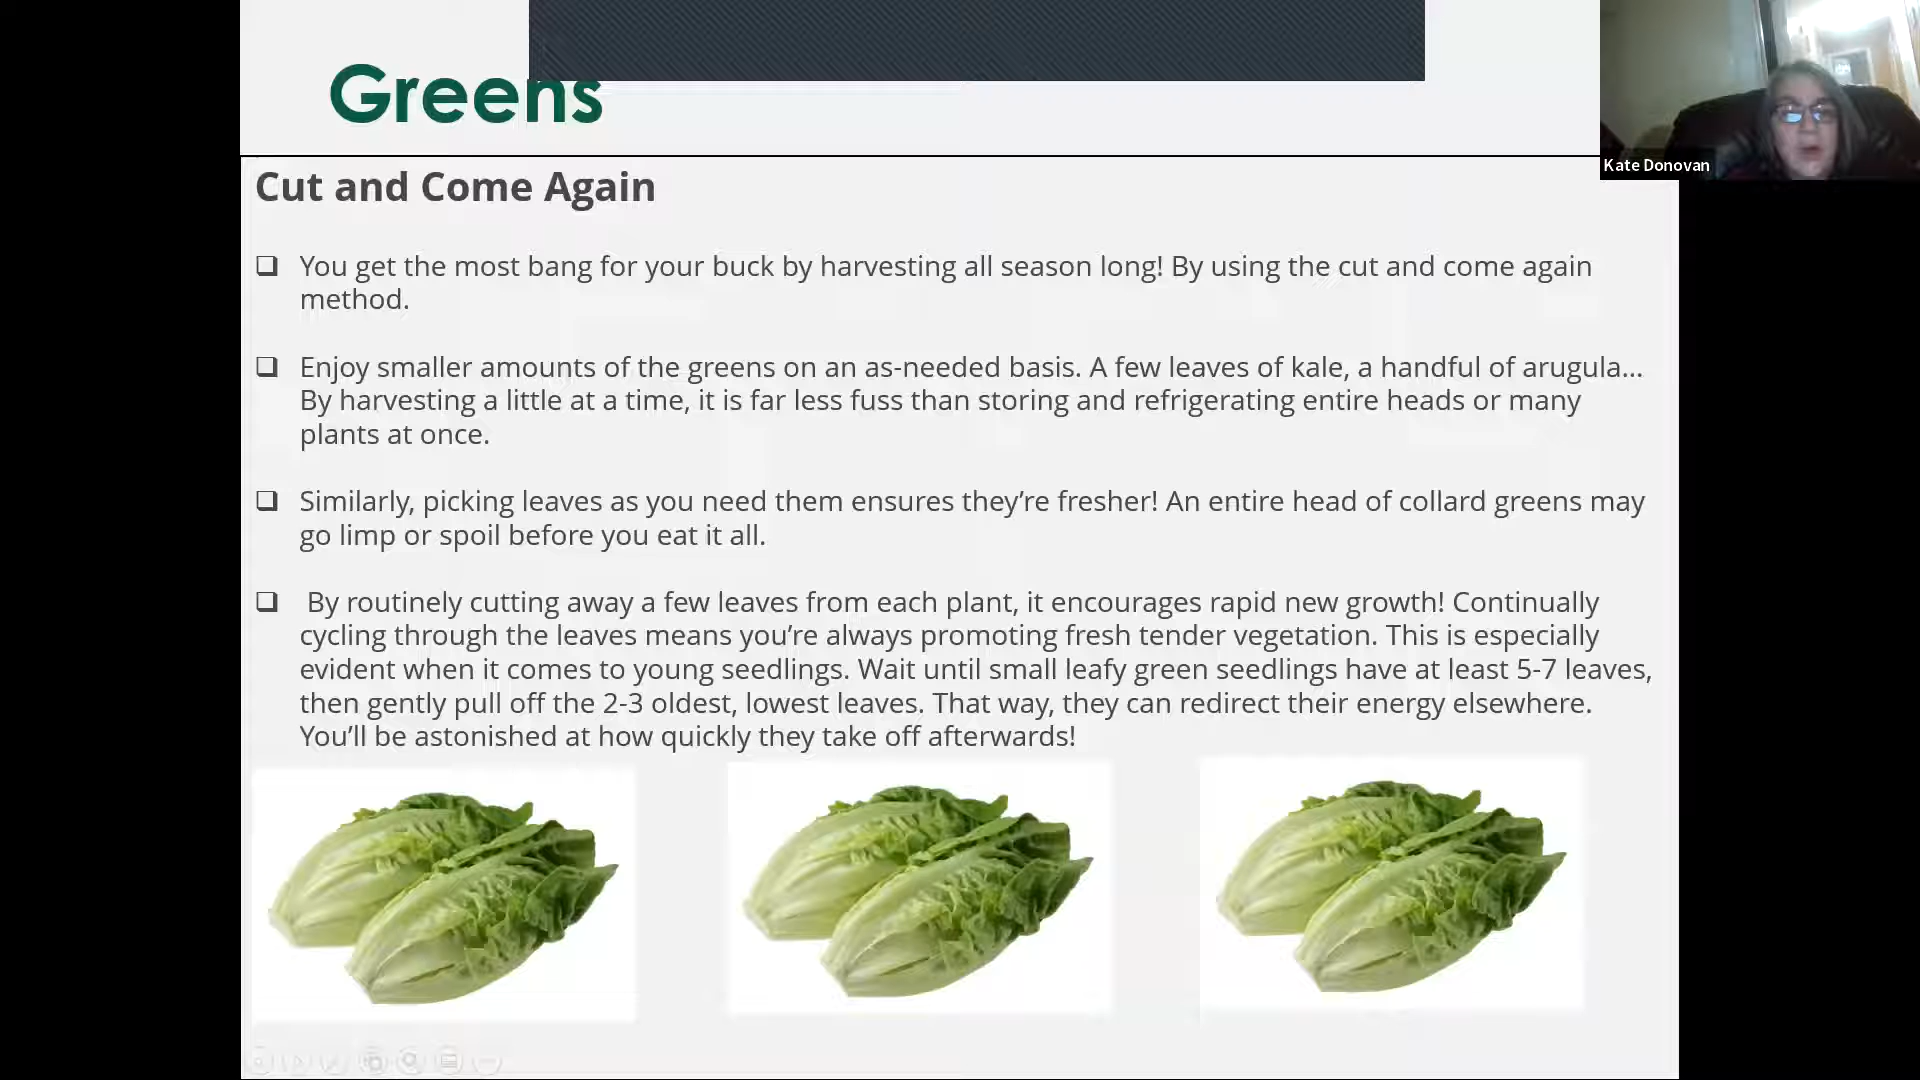 Greens
Kate Donovan
Cut and Come Again
You get the most bang for your buck by harvesting all season long! By using the cut and come again
method.
Enjoy smaller amounts of the greens on an as-needed basis. A few leaves of kale, a handful of arugula...
By harvesting a little at a time, it is far less fuss than storing and refrigerating entire heads or many
plants at once.
Similarly, picking leaves as you need them ensures they’re fresher! An entire head of collard greens may
go limp or spoil before you eat it all.
By routinely cutting away a few leaves from each plant, it encourages rapid new growth! Continually
cycling through the leaves means you’re always promoting fresh tender vegetation. This is especially
evident when it comes to young seedlings. Wait until small leafy green seedlings have at least 5-7 leaves,
then gently pull off the 2-3 oldest, lowest leaves. That way, they can redirect their energy elsewhere.
You’ll be astonished at how quickly they take off afterwards!